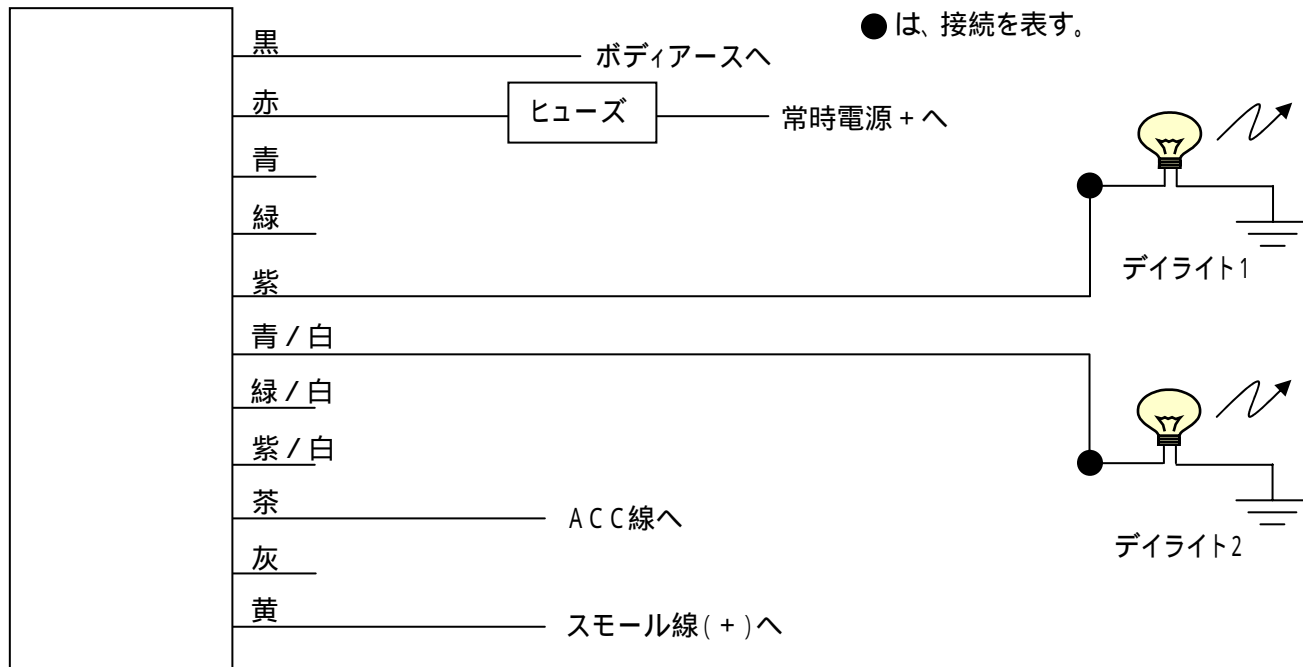 ●は、接続を表す。
黒
ボディアースへ
赤
ヒューズ
常時電源+へ
青
緑
紫
デイライト1
青/白
緑/白
紫/白
茶
ACC線へ
デイライト2
灰
黄
スモール線(+)へ